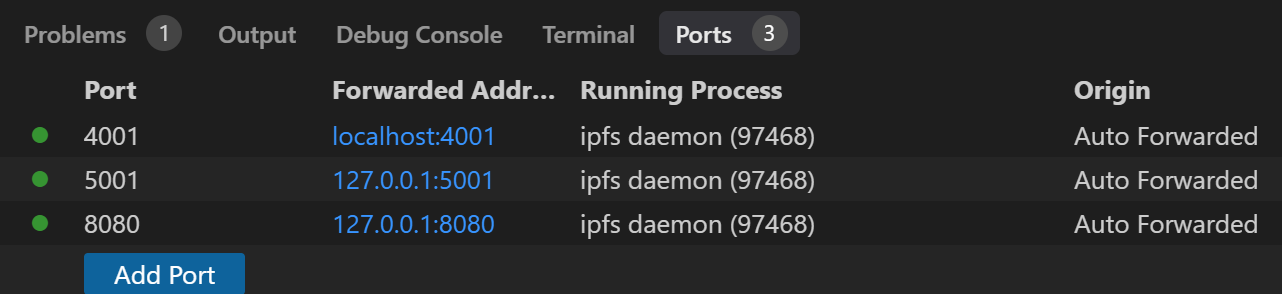 Problems 1 Output Debug Console Terminal Ports 3
Port Forwarded Addr... Running Process Origin
4001 localhost:4001 ipfs daemon (97468) Auto Forwarded
5001 127.0.0.1:5001 ipfs daemon (97468) Auto Forwarded
8080 127.0.0.1:8080 ipfs daemon (97468) Auto Forwarded
Add Port